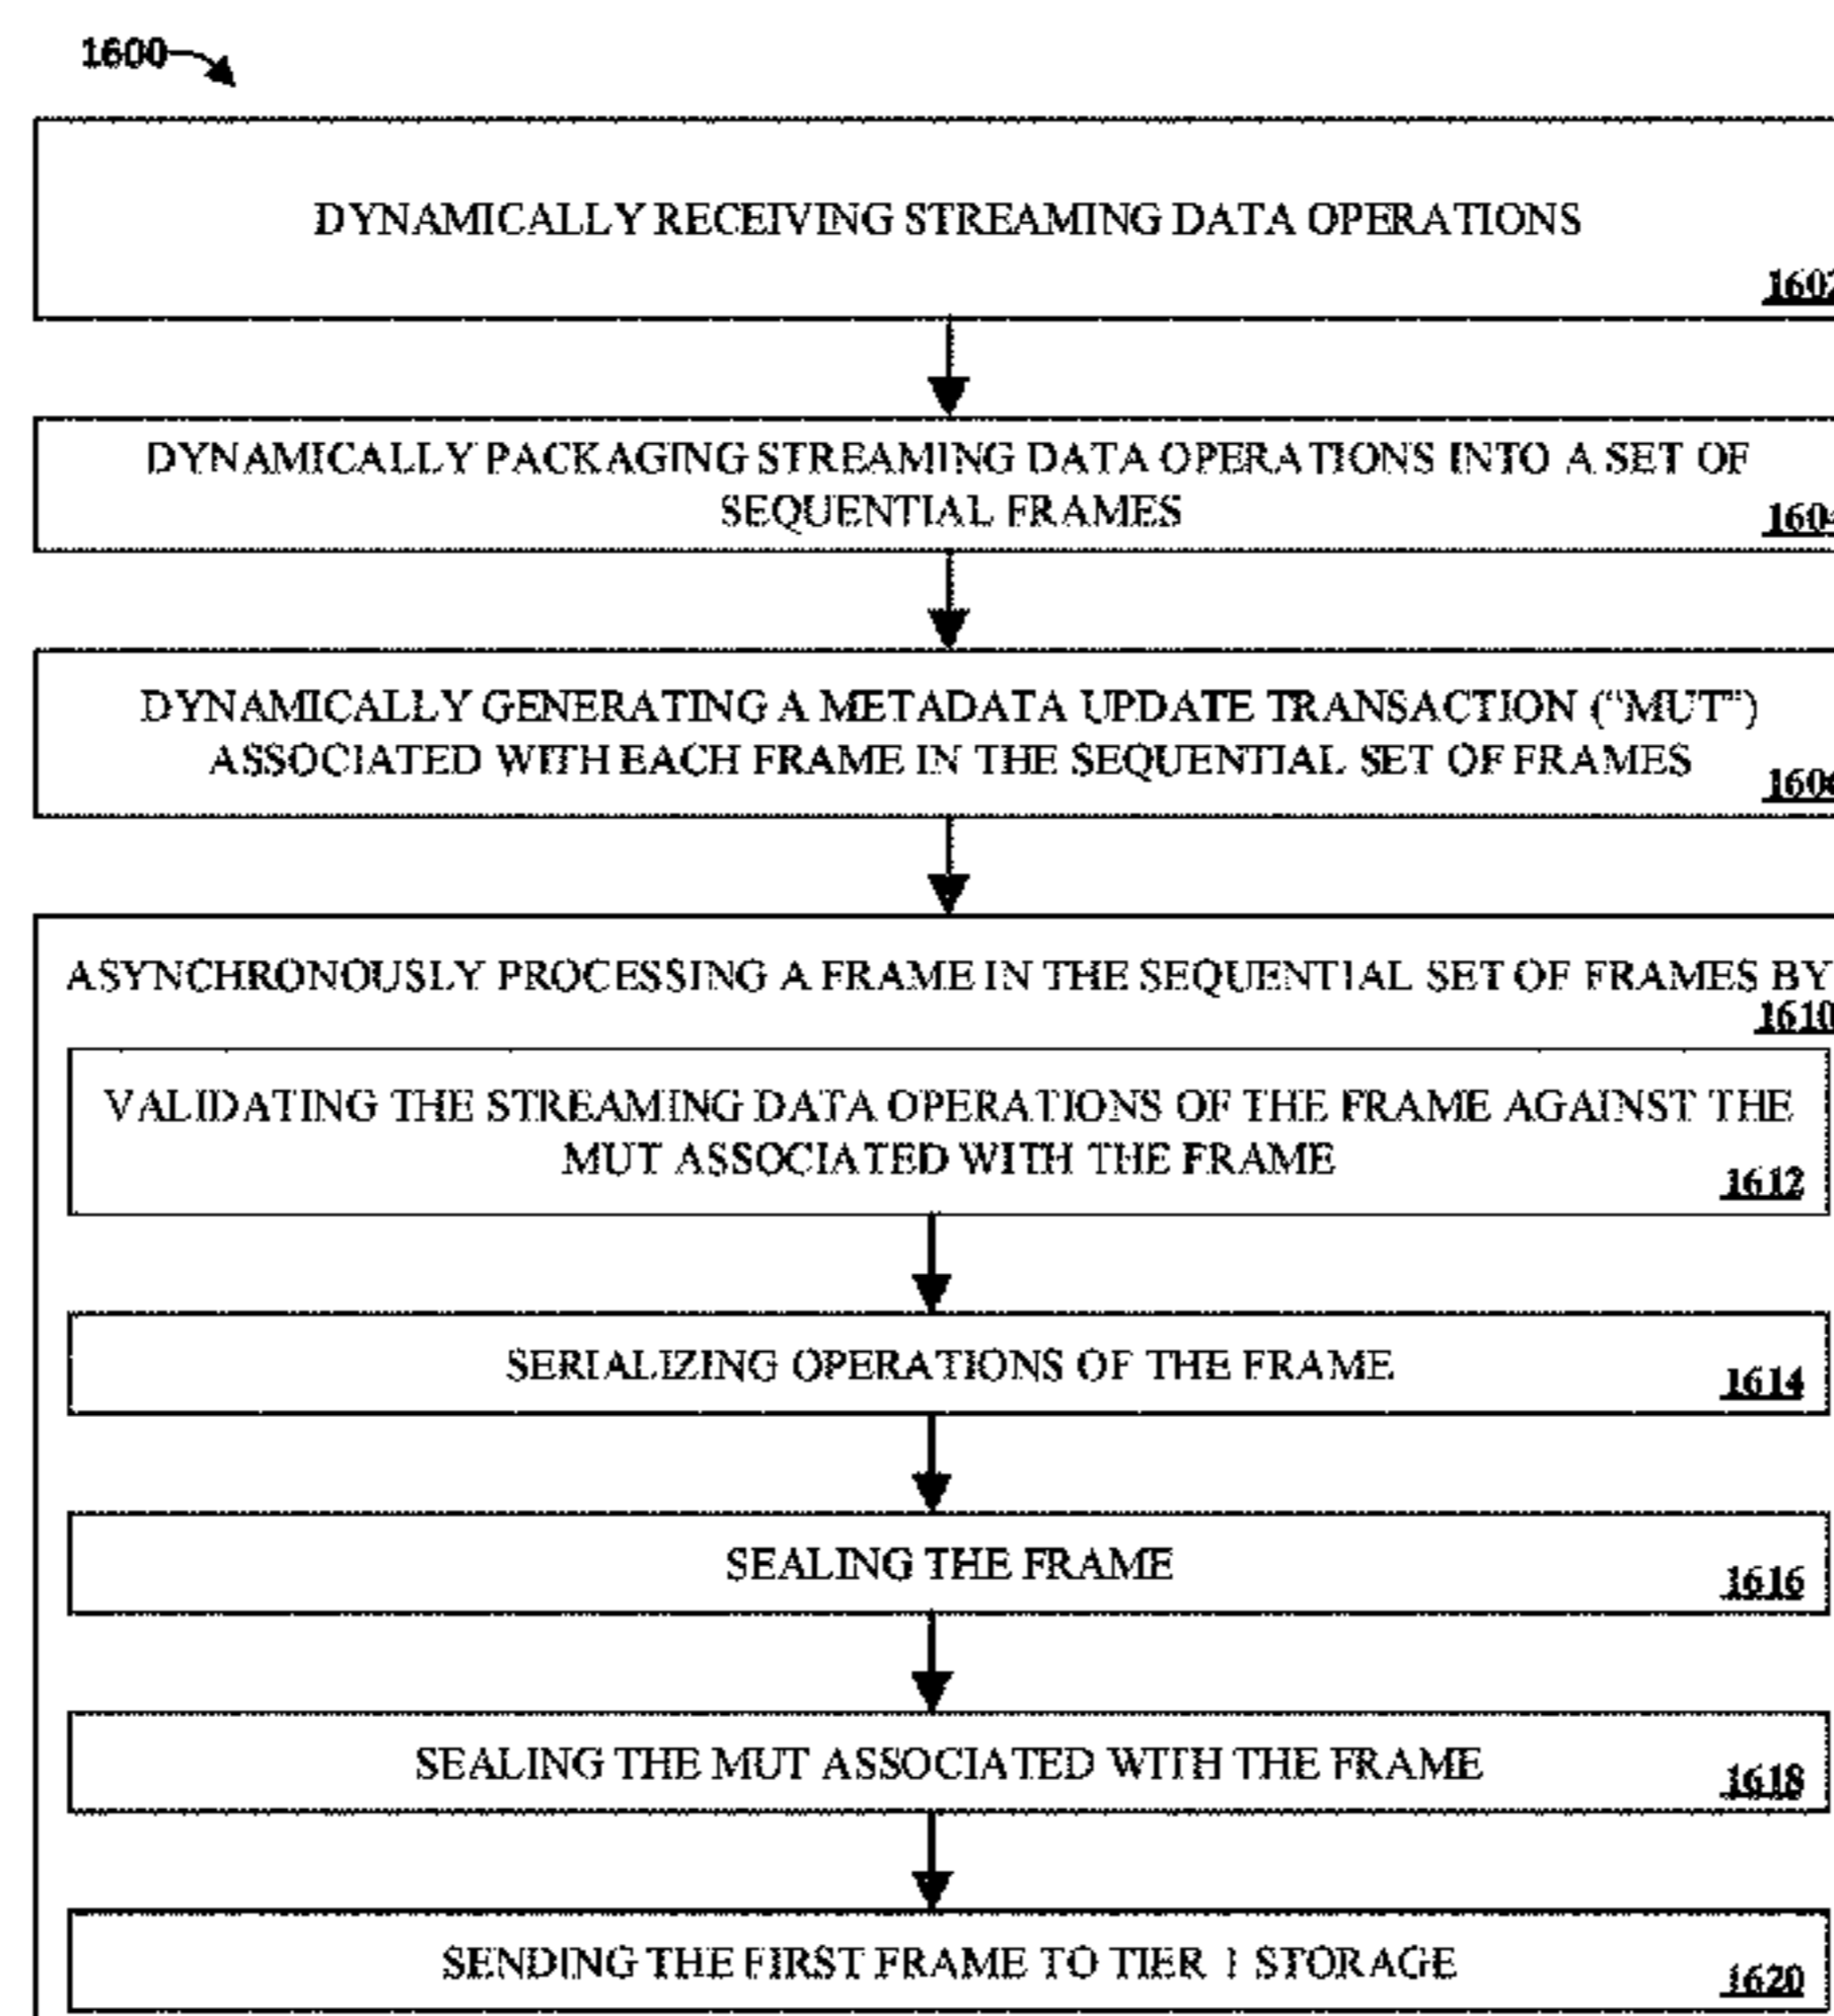 1600
DYNAMICALLY RECEIVING STREAMING DATA OPERATIONS
1602
DYNAMICALLY PACKAGING STREAMING DATA OPERATIONS INTO A SET OF
SEQUENTIAL FRAMES
1604
DYNAMICALLY GENERATING A METADATA UPDATE TRANSACTION ("MUT")
ASSOCIATED WITH EACH FRAME IN THE SEQUENTIAL SET OF FRAMES
1606
ASYNCHRONOUSLY PROCESSING A FRAME IN THE SEQUENTIAL SET OF FRAMES BY
1610
VALIDATING THE STREAMING DATA OPERATIONS OF THE FRAME AGAINST THE
MUT ASSOCIATED WITH THE FRAME
1612
SERIALIZING OPERATIONS OF THE FRAME
1614
SEALING THE FRAME
1616
SEALING THE MUT ASSOCIATED WITH THE FRAME
1618
SENDING THE FIRST FRAME TO TIER 1 STORAGE
1620